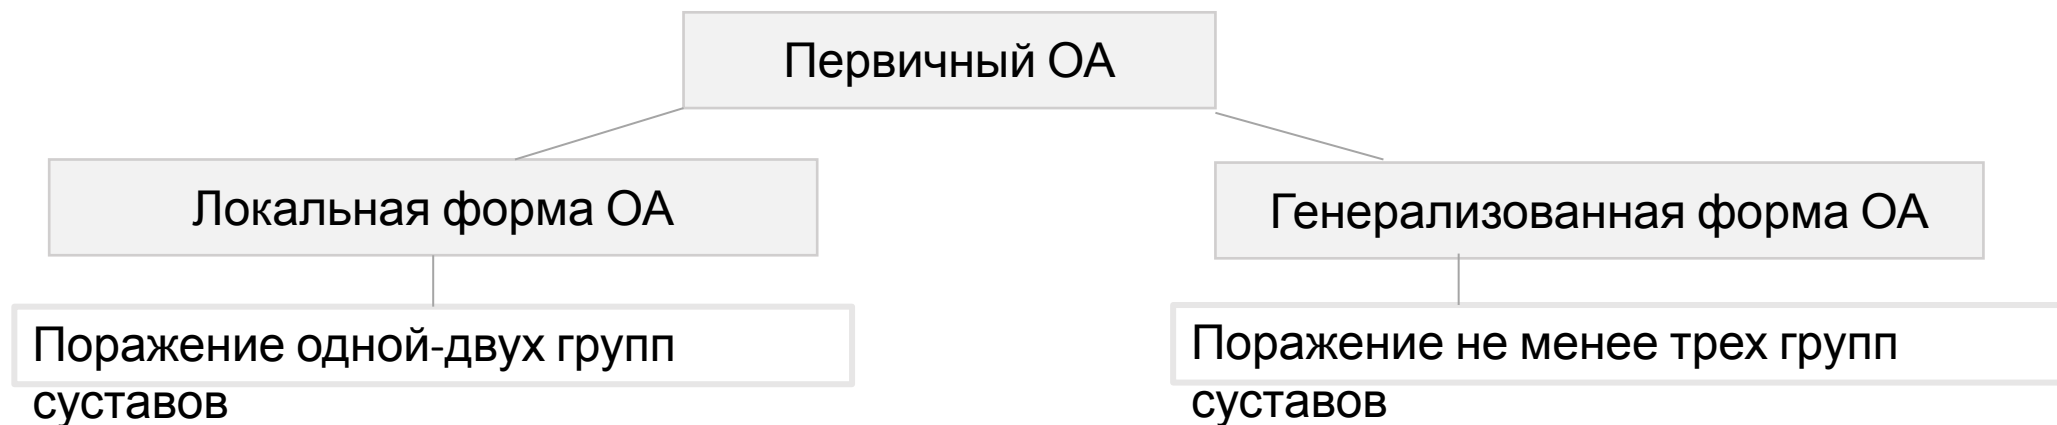 Первичный ОА
Локальная форма ОА
Генерализованная форма ОА
Поражение одной-двух групп
суставов
Поражение не менее трех групп
суставов